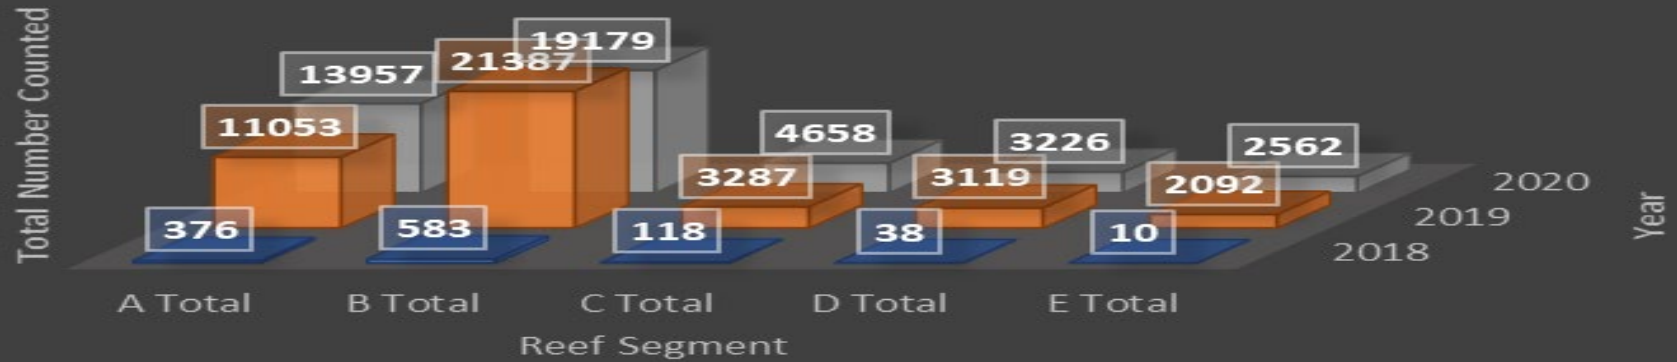 Total Number Counted
19179
13957
21387
11053
4658
3226
2562
3287
3119
2092
376
583
118
38
10
2020
2019
2018
Year
A Total
B Total
C Total
D Total
E Total
Reef Segment